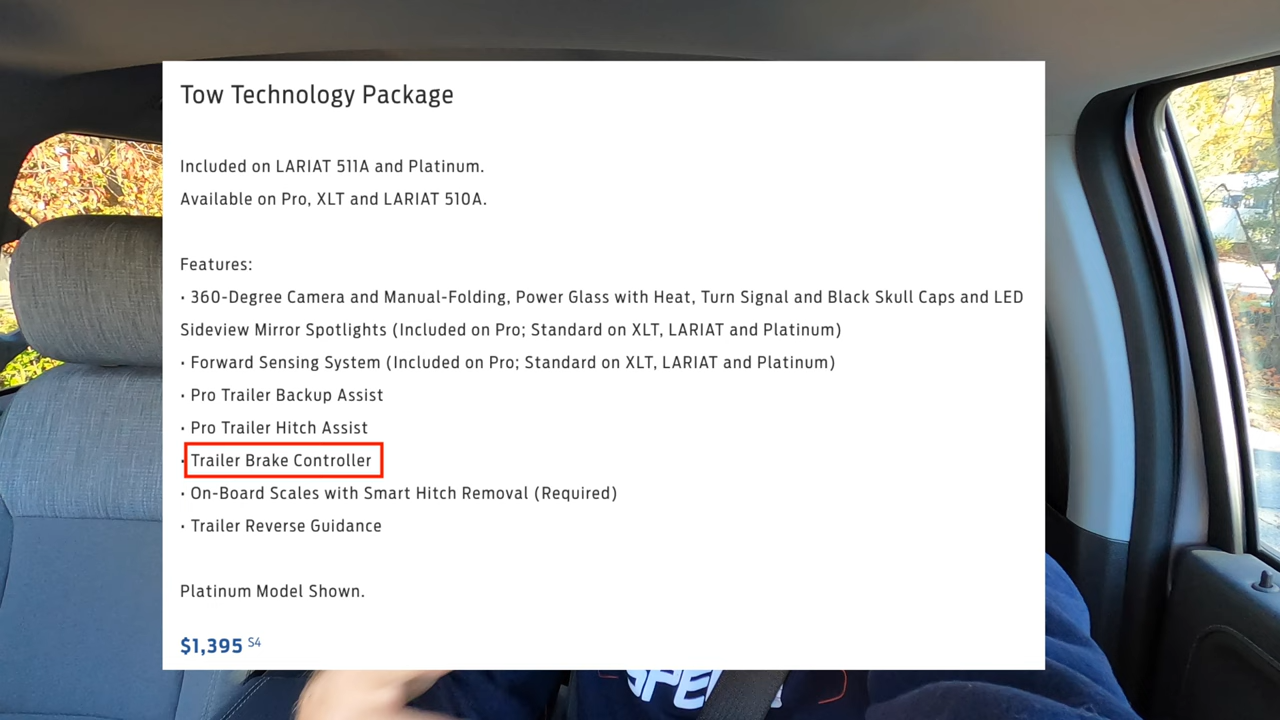 Tow Technology Package
Included on LARIAT 511A and Platinum.
Available on Pro, XLT and LARIAT 510A.
Features:
• 360-Degree Camera and Manual-Folding, Power Glass with Heat, Turn Signal and Black Skull Caps and LED
Sideview Mirror Spotlights (Included on Pro; Standard on XLT, LARIAT and Platinum)
• Forward Sensing System (Included on Pro; Standard on XLT, LARIAT and Platinum)
• Pro Trailer Backup Assist
• Pro Trailer Hitch Assist
• Trailer Brake Controller
• On-Board Scales with Smart Hitch Removal (Required)
• Trailer Reverse Guidance
Platinum Model Shown.
$1,395 S4